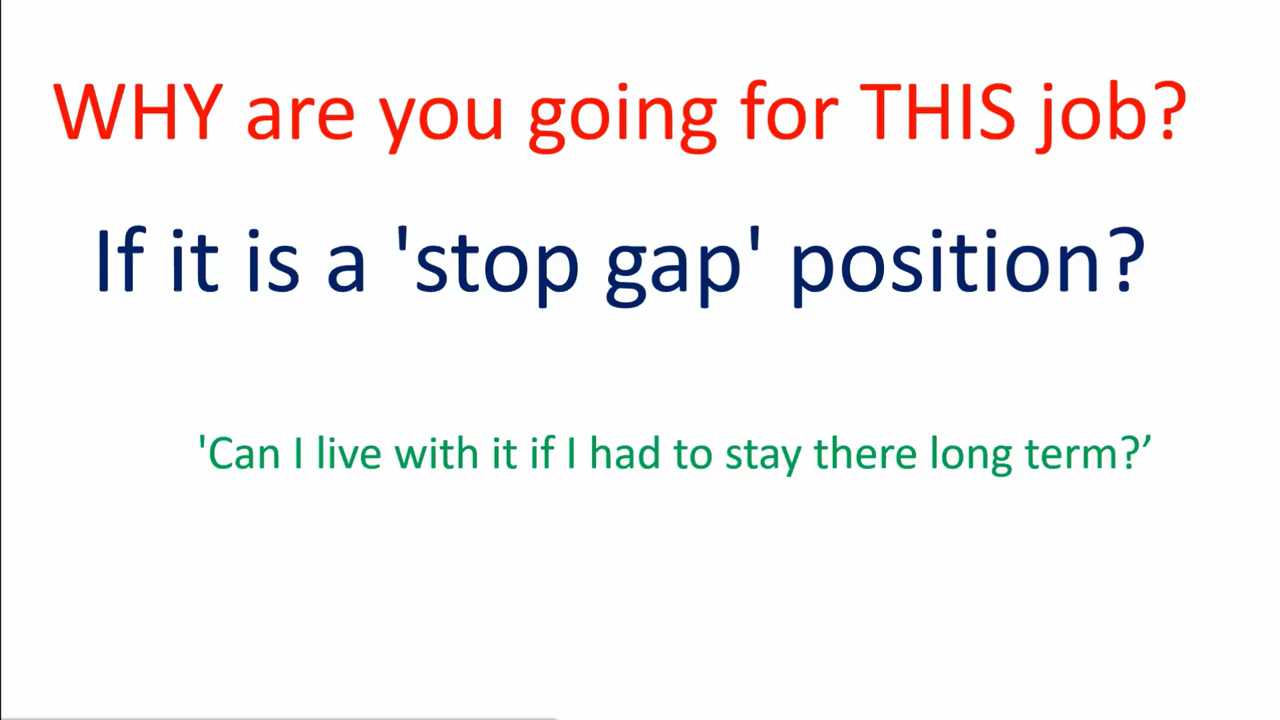 WHY are you going for THIS job?
If it is a 'stop gap' position?
'Can I live with it if I had to stay there long term?’